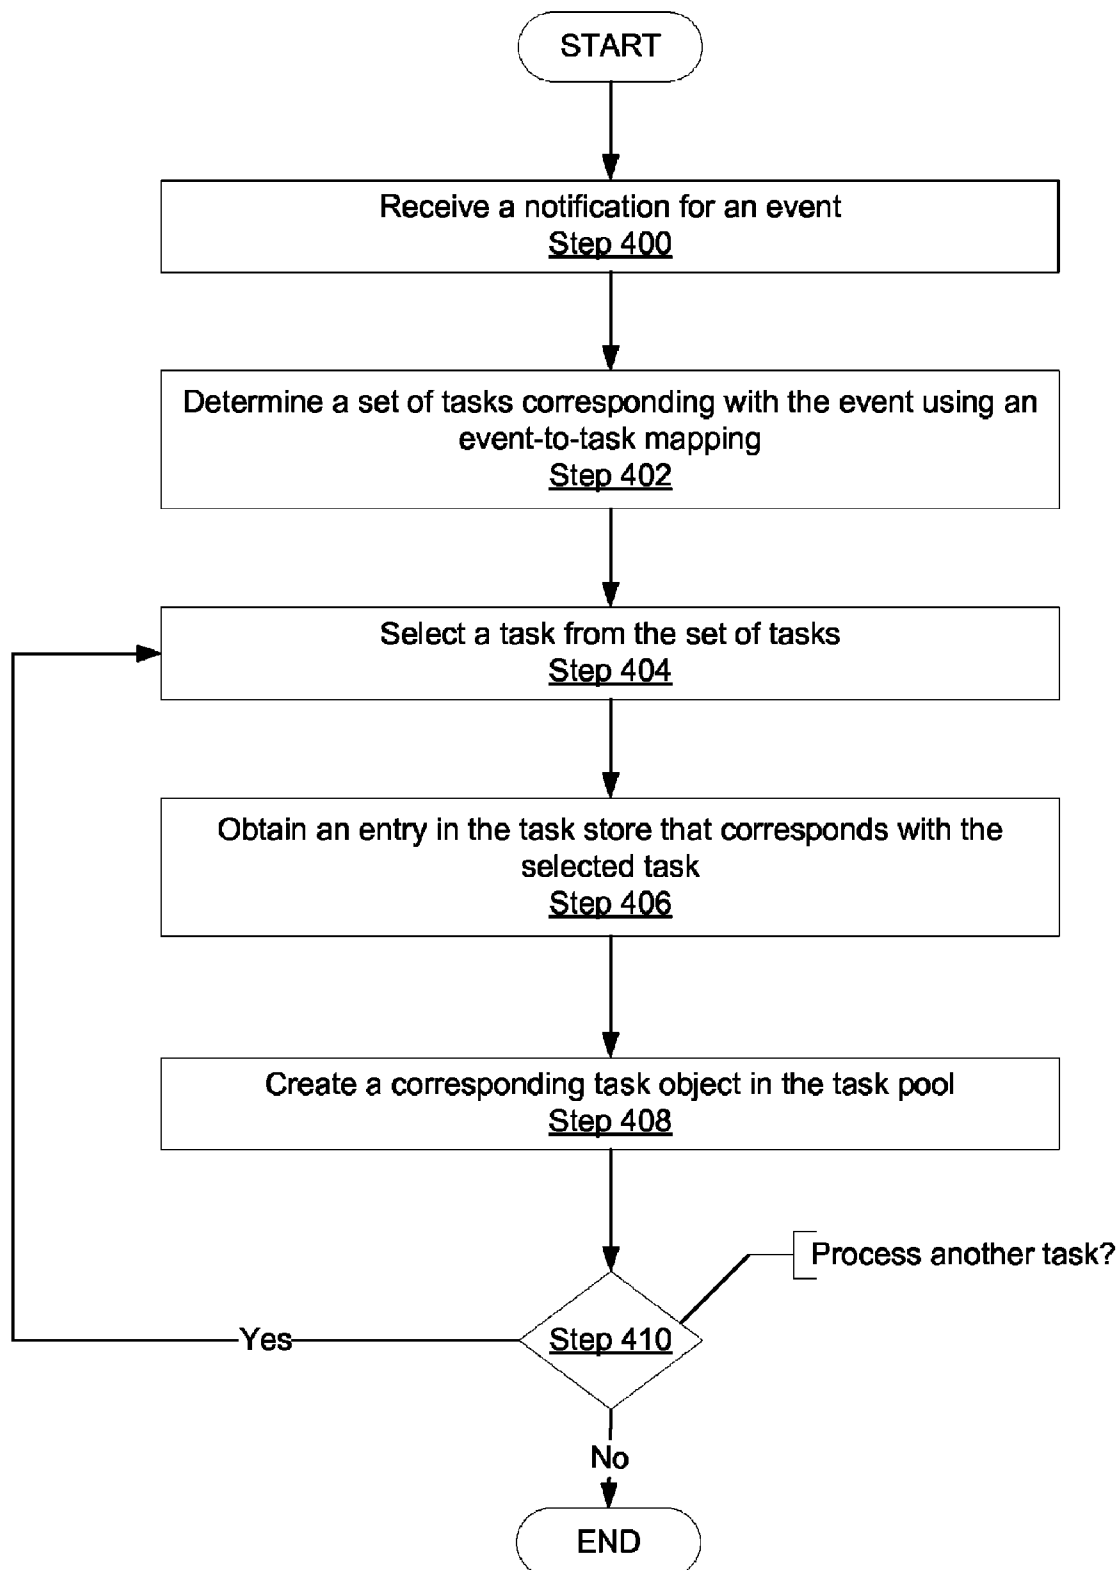 START
Receive a notification for an event
Step 400
Determine a set of tasks corresponding with the event using an
event-to-task mapping
Step 402
Select a task from the set of tasks
Step 404
Obtain an entry in the task store that corresponds with the
selected task
Step 406
Create a corresponding task object in the task pool
Step 408
Process another task?
Step 410
Yes
No
END